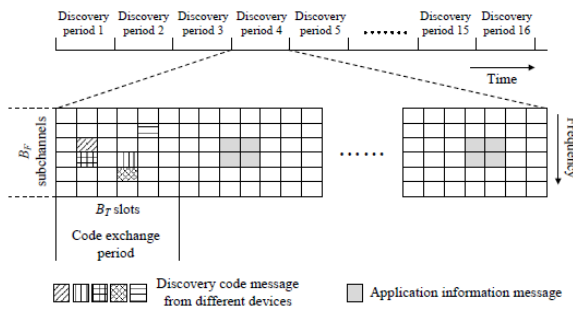 Discovery Discovery Discovery Discovery Discovery Discovery Discovery
period 1 period 2 period 3 period 4 period 5 ........ period 15 period 16
Time
B_F
subchannels
Frequency
......
B_T slots
Code exchange
period
Discovery code message
from different devices
Application information message